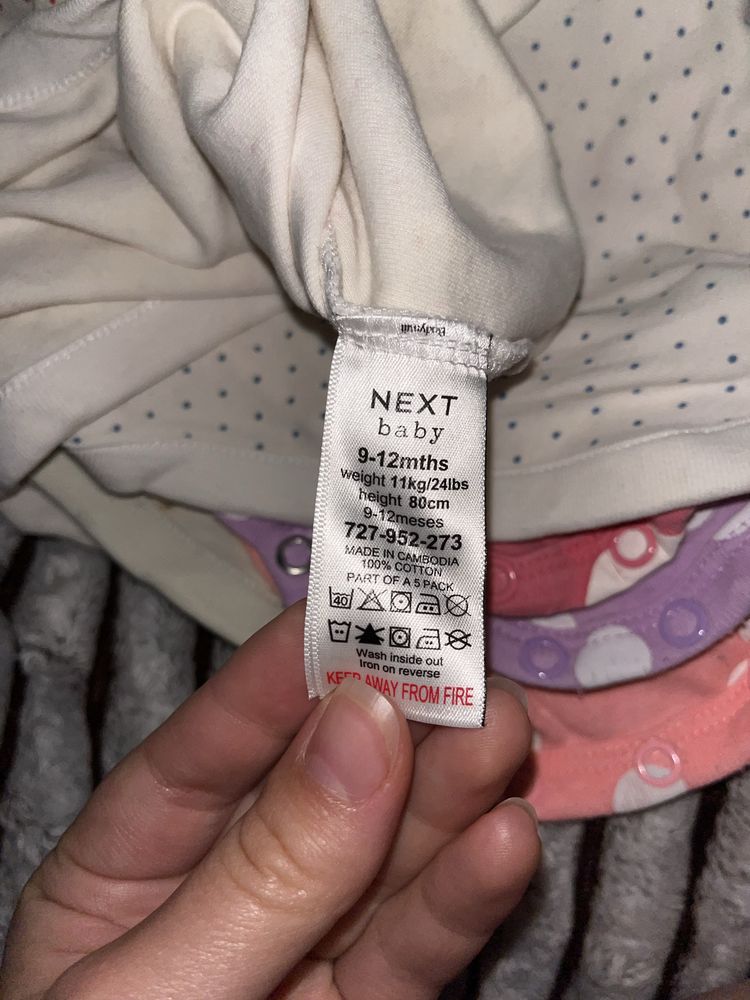 Bodysuit
NEXT
baby
9-12mths
weight 11kg/24lbs
height 80cm
9-12meses
727-952-273
MADE IN CAMBODIA
100% COTTON
PART OF A 5 PACK
40
Wash inside out
Iron on reverse
KEEP AWAY FROM FIRE